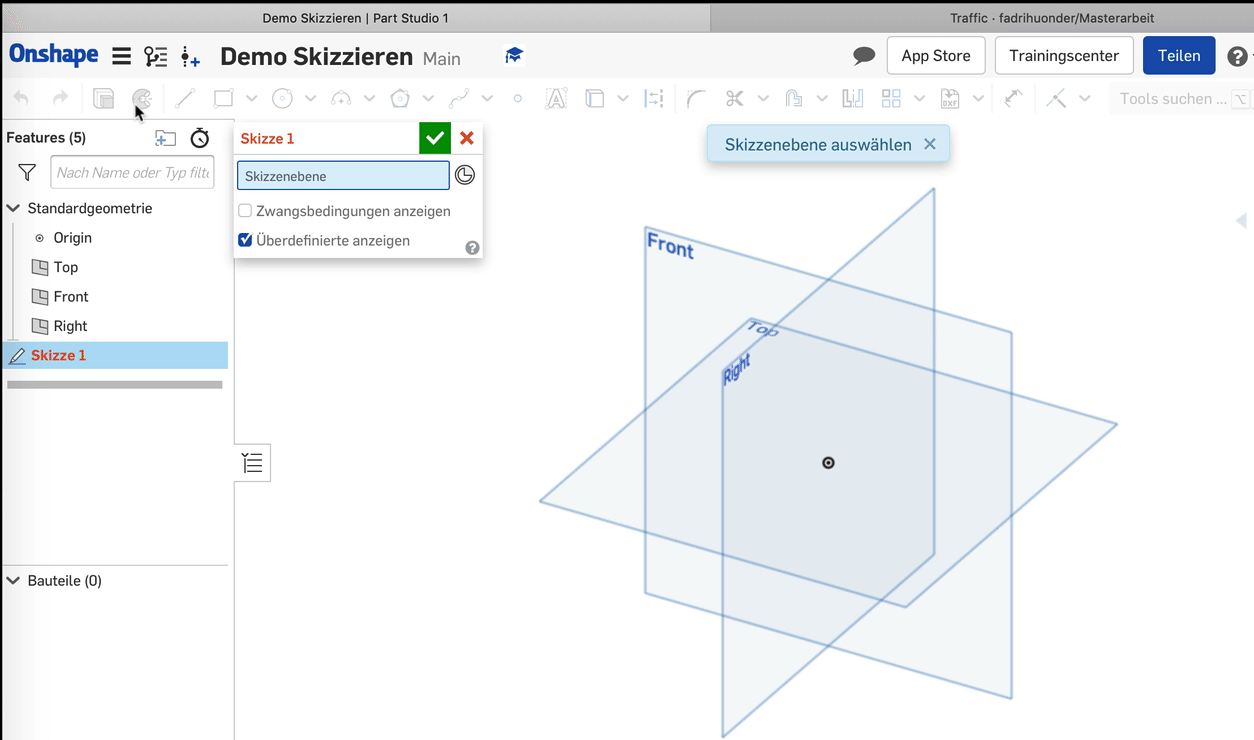 Demo Skizzieren | Part Studio 1
Traffic · fadrihuonder/Masterarbeit
Onshape
Demo Skizzieren Main
App Store
Trainingscenter
Teilen
?
Tools suchen ...
Features (5)
Nach Name oder Typ filte
Standardgeometrie
Origin
Top
Front
Right
Skizze 1
Bauteile (0)
Skizze 1
Skizzenebene
Zwangsbedingungen anzeigen
Überdefinierte anzeigen
?
Skizzenebene auswählen
Front
Top
Right